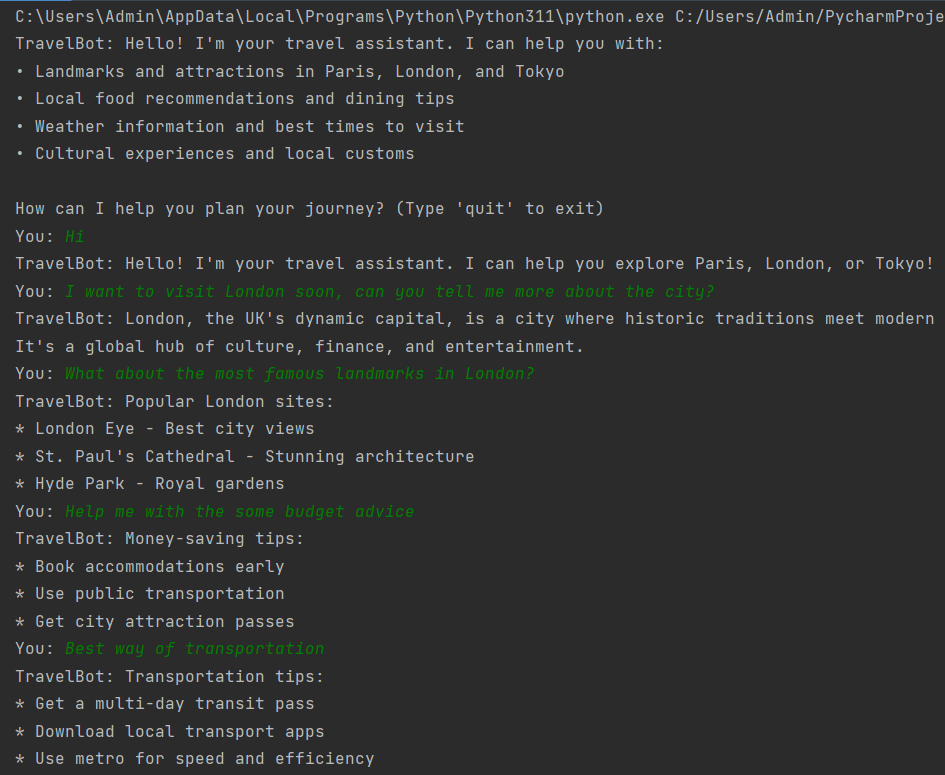 C:\Users\Admin\AppData\Local\Programs\Python\Python311\python.exe C:/Users/Admin/PycharmProje
TravelBot: Hello! I'm your travel assistant. I can help you with:
• Landmarks and attractions in Paris, London, and Tokyo
• Local food recommendations and dining tips
• Weather information and best times to visit
• Cultural experiences and local customs
How can I help you plan your journey? (Type 'quit' to exit)
You: Hi
TravelBot: Hello! I'm your travel assistant. I can help you explore Paris, London, or Tokyo!
You: I want to visit London soon, can you tell me more about the city?
TravelBot: London, the UK's dynamic capital, is a city where historic traditions meet modern
It's a global hub of culture, finance, and entertainment.
You: What about the most famous landmarks in London?
TravelBot: Popular London sites:
* London Eye - Best city views
* St. Paul's Cathedral - Stunning architecture
* Hyde Park - Royal gardens
You: Help me with the some budget advice
TravelBot: Money-saving tips:
* Book accommodations early
* Use public transportation
* Get city attraction passes
You: Best way of transportation
TravelBot: Transportation tips:
* Get a multi-day transit pass
* Download local transport apps
* Use metro for speed and efficiency